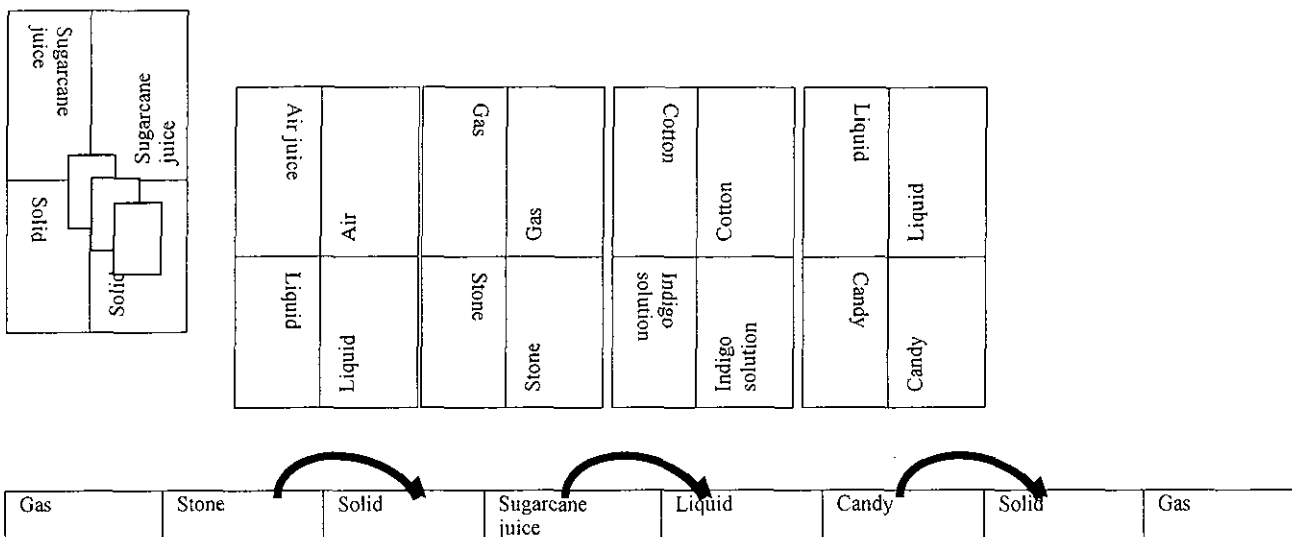 Sugarcane
juice
Sugarcane
juice
Solid
Solid
Air juice
Air
Liquid
Liquid
Gas
Gas
Stone
Stone
Cotton
Cotton
Indigo
solution
Indigo
solution
Liquid
Liquid
Candy
Candy
Gas
Stone
Solid
Sugarcane
juice
Liquid
Candy
Solid
Gas